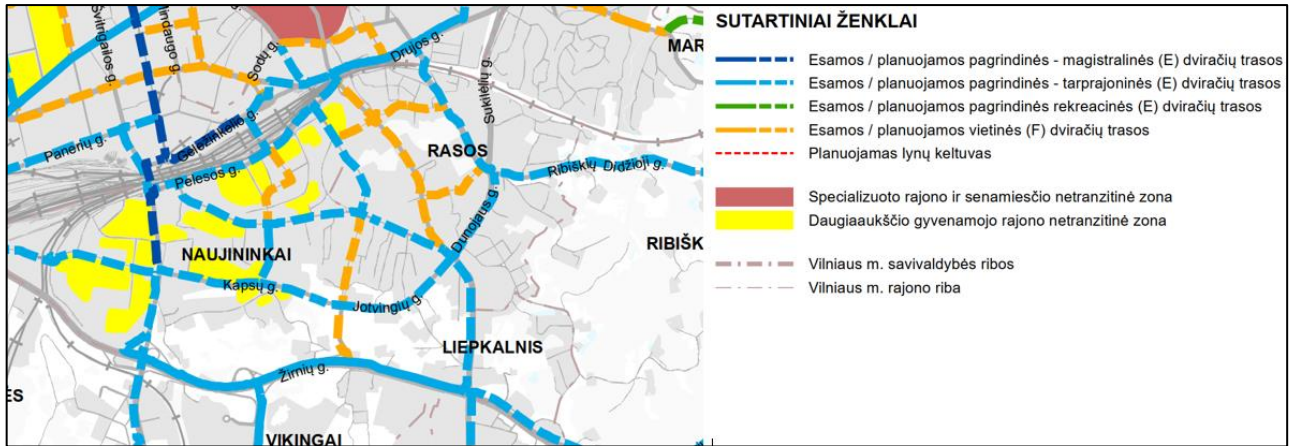 Švitrigailos g.
Sodų g.
Drujos g.
MAR
Sukilėlių g.
Panerių g.
Geležinkelio g.
Pelesos g.
RASOS
Ribiškių Didžioji g.
Dunojaus g.
NAUJININKAI
RIBIŠK
Kapsų g.
Jotvingių g.
LIEPKALNIS
Žirnių g.
ĖS
VIKINGAI
SUTARTINIAI ŽENKLAI
Esamos / planuojamos pagrindinės - magistralinės (E) dviračių trasos
Esamos / planuojamos pagrindinės - tarprajoninės (E) dviračių trasos
Esamos / planuojamos pagrindinės rekreacinės (E) dviračių trasos
Esamos / planuojamos vietinės (F) dviračių trasos
Planuojamas lynų keltuvas
Specializuoto rajono ir senamiesčio netranzitinė zona
Daugiaaukščio gyvenamojo rajono netranzitinė zona
Vilniaus m. savivaldybės ribos
Vilniaus m. rajono riba